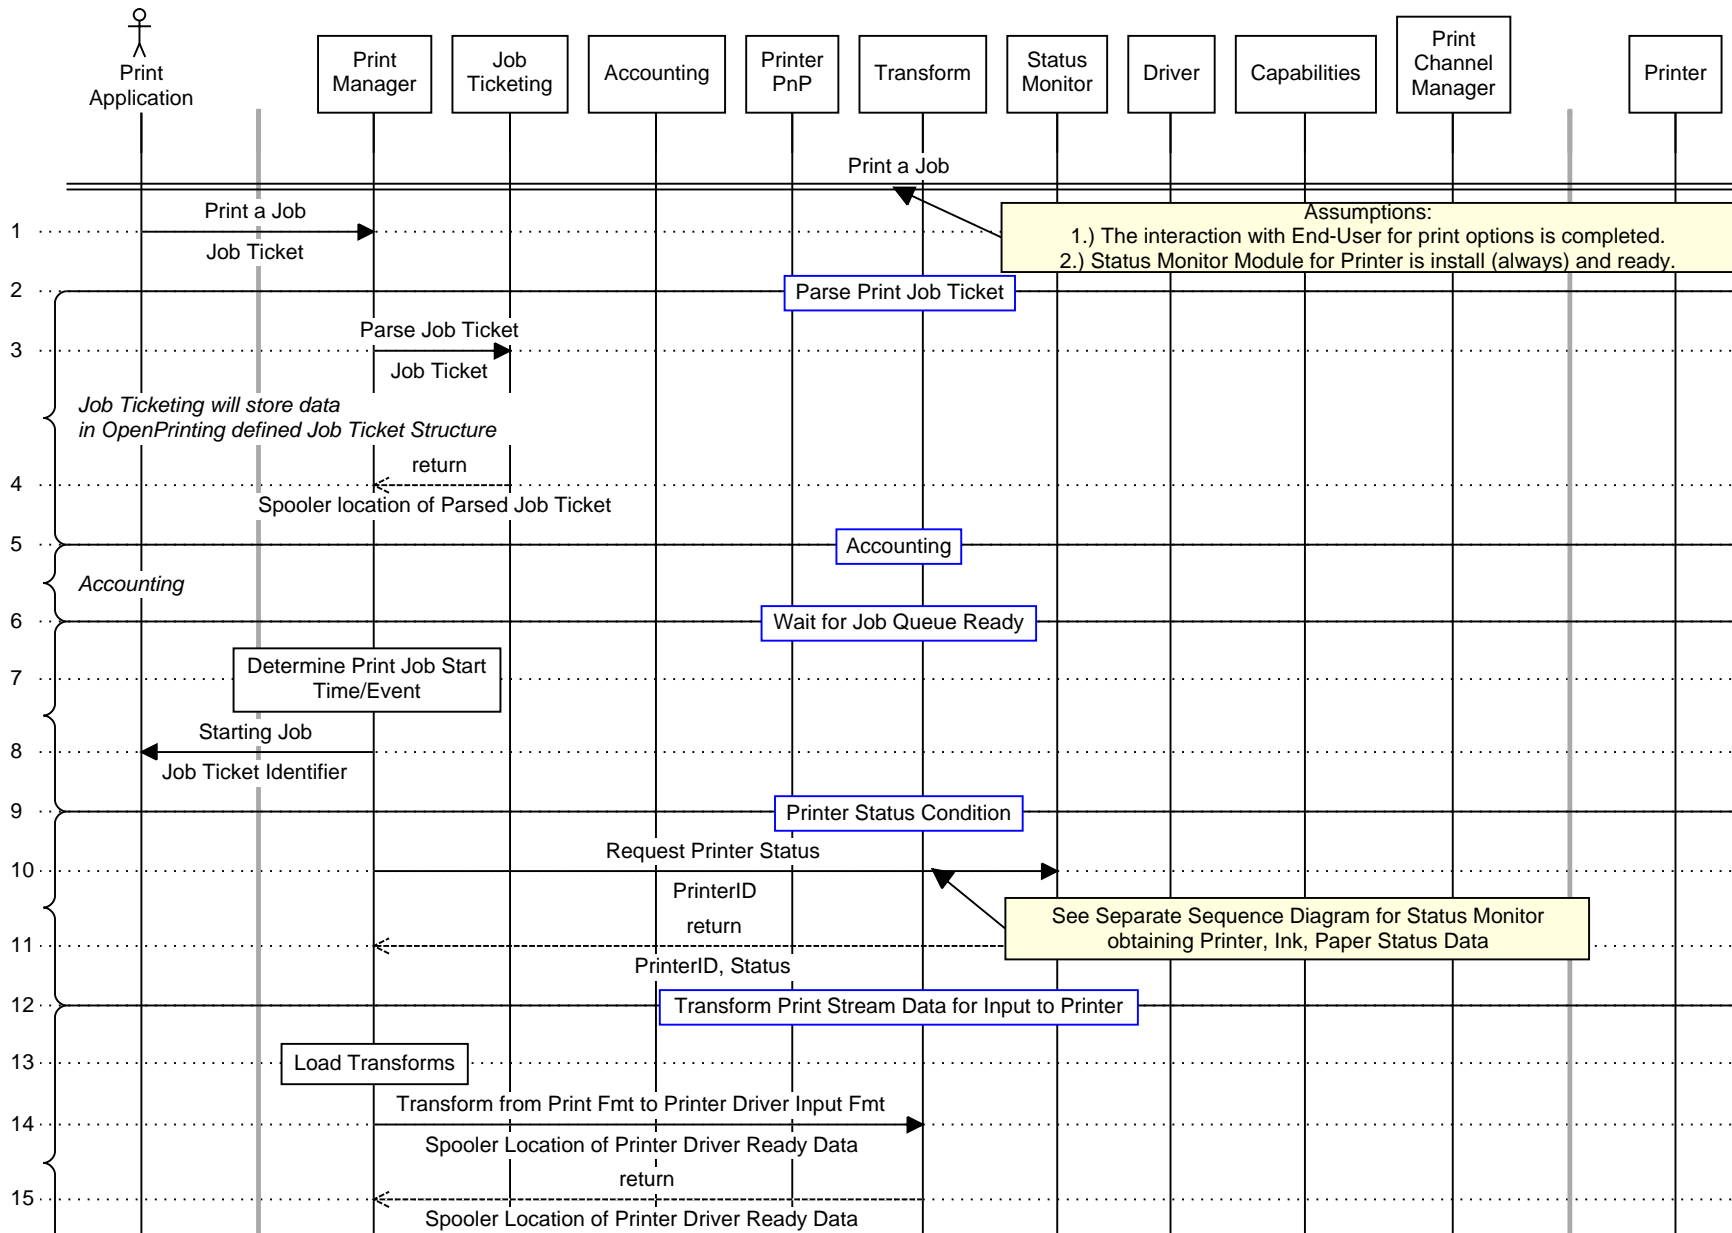 Print
Application
Print
Manager
Job
Ticketing
Accounting
Printer
PnP
Transform
Status
Monitor
Driver
Capabilities
Print
Channel
Manager
Printer
Print a Job
Assumptions:
1.) The interaction with End-User for print options is completed.
2.) Status Monitor Module for Printer is install (always) and ready.
Print a Job
1
Job Ticket
2
Parse Print Job Ticket
Parse Job Ticket
3
Job Ticket
Job Ticketing will store data
in OpenPrinting defined Job Ticket Structure
return
4
Spooler location of Parsed Job Ticket
5
Accounting
Accounting
6
Wait for Job Queue Ready
7
Determine Print Job Start
Time/Event
Starting Job
8
Job Ticket Identifier
9
Printer Status Condition
Request Printer Status
10
PrinterID
See Separate Sequence Diagram for Status Monitor
obtaining Printer, Ink, Paper Status Data
return
11
PrinterID, Status
12
Transform Print Stream Data for Input to Printer
13
Load Transforms
Transform from Print Fmt to Printer Driver Input Fmt
14
Spooler Location of Printer Driver Ready Data
return
15
Spooler Location of Printer Driver Ready Data